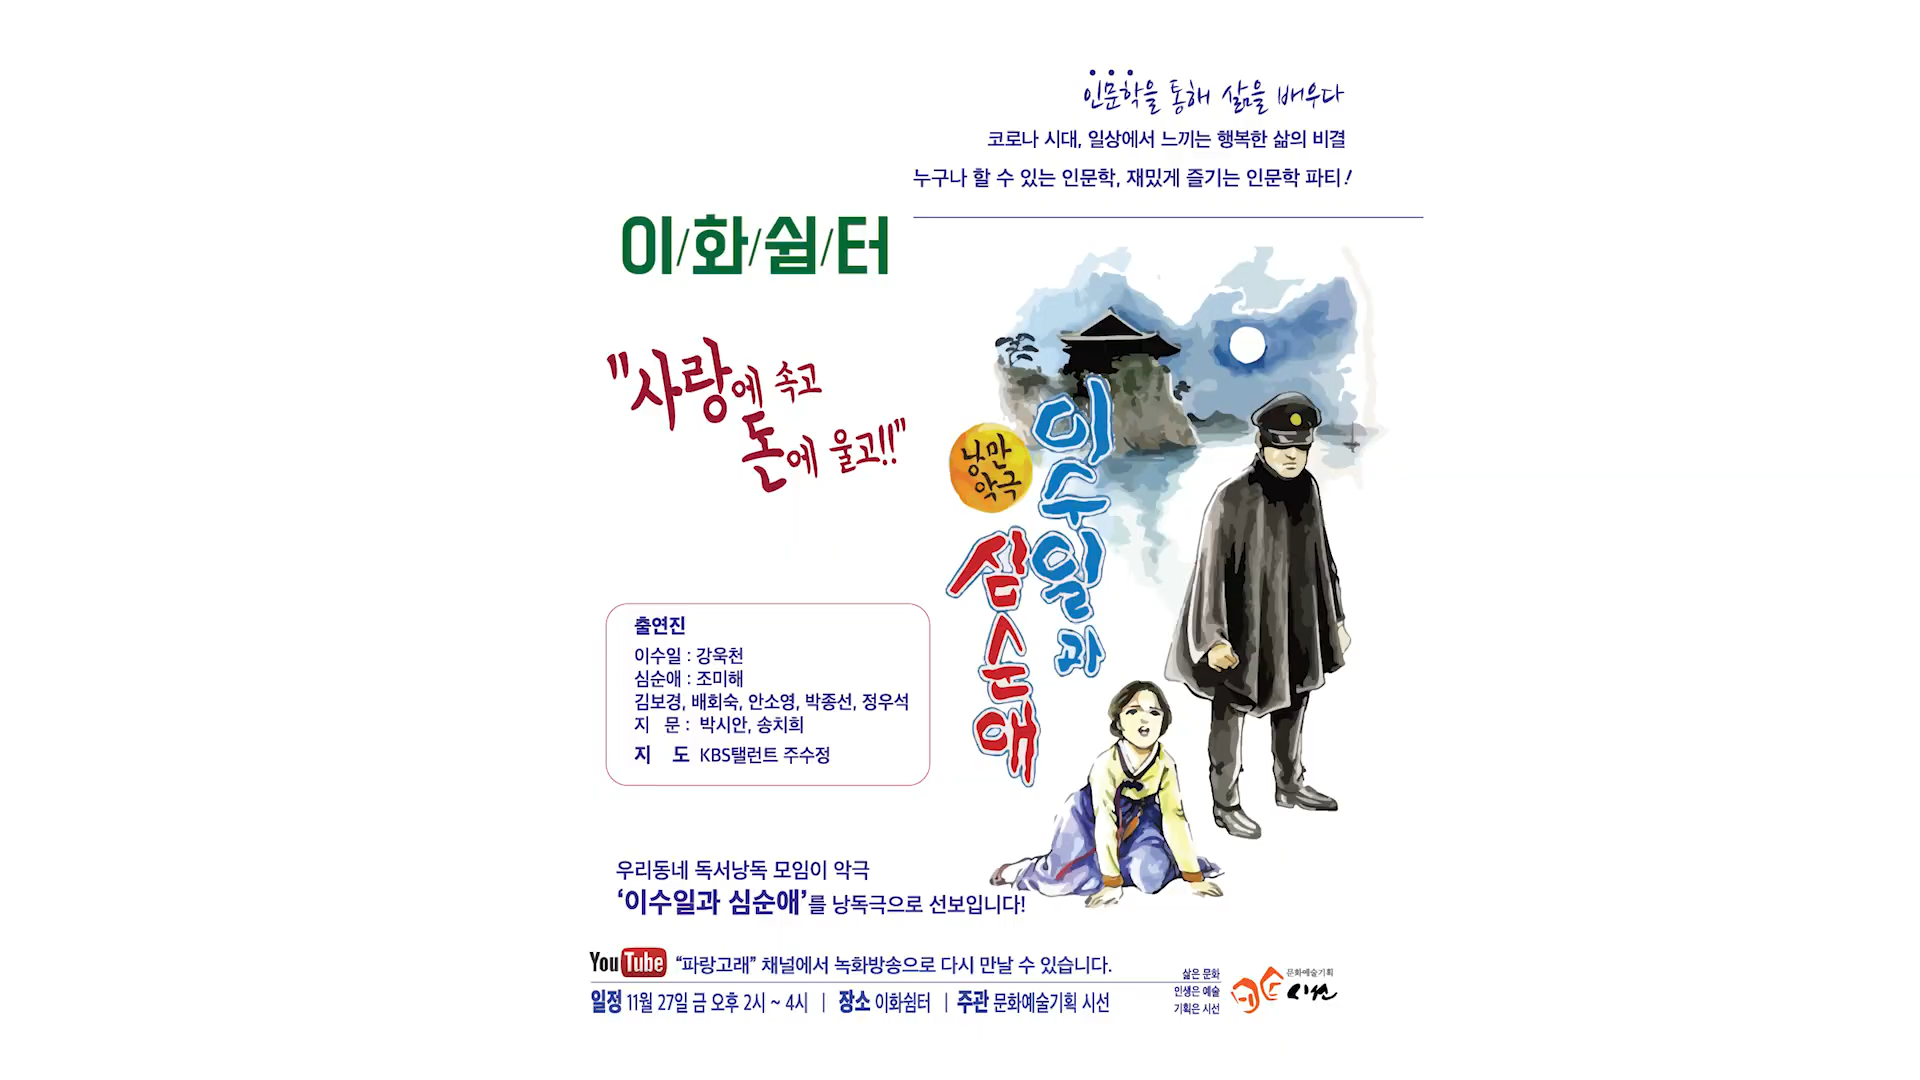 인문학을 통해 삶을 배우다
코로나 시대, 일상에서 느끼는 행복한 삶의 비결
누구나 할 수 있는 인문학, 재밌게 즐기는 인문학 파티!
이/화/쉼/터
"사랑에 속고
돈에 울고!!"
낭만
악극
이수일과
심순애
출연진
이수일 : 강욱천
심순애 : 조미해
김보경, 배회숙, 안소영, 박종선, 정우석
지 문 : 박시안, 송치희
지 도 KBS탤런트 주수정
우리동네 독서낭독 모임이 악극
‘이수일과 심순애’를 낭독극으로 선보입니다!
YouTube “파랑고래” 채널에서 녹화방송으로 다시 만날 수 있습니다.
일정 11월 27일 금 오후 2시 ~ 4시 | 장소 이화쉼터 | 주관 문화예술기획 시선
삶은 문화
인생은 예술
기획은 시선
문화예술기획
시선